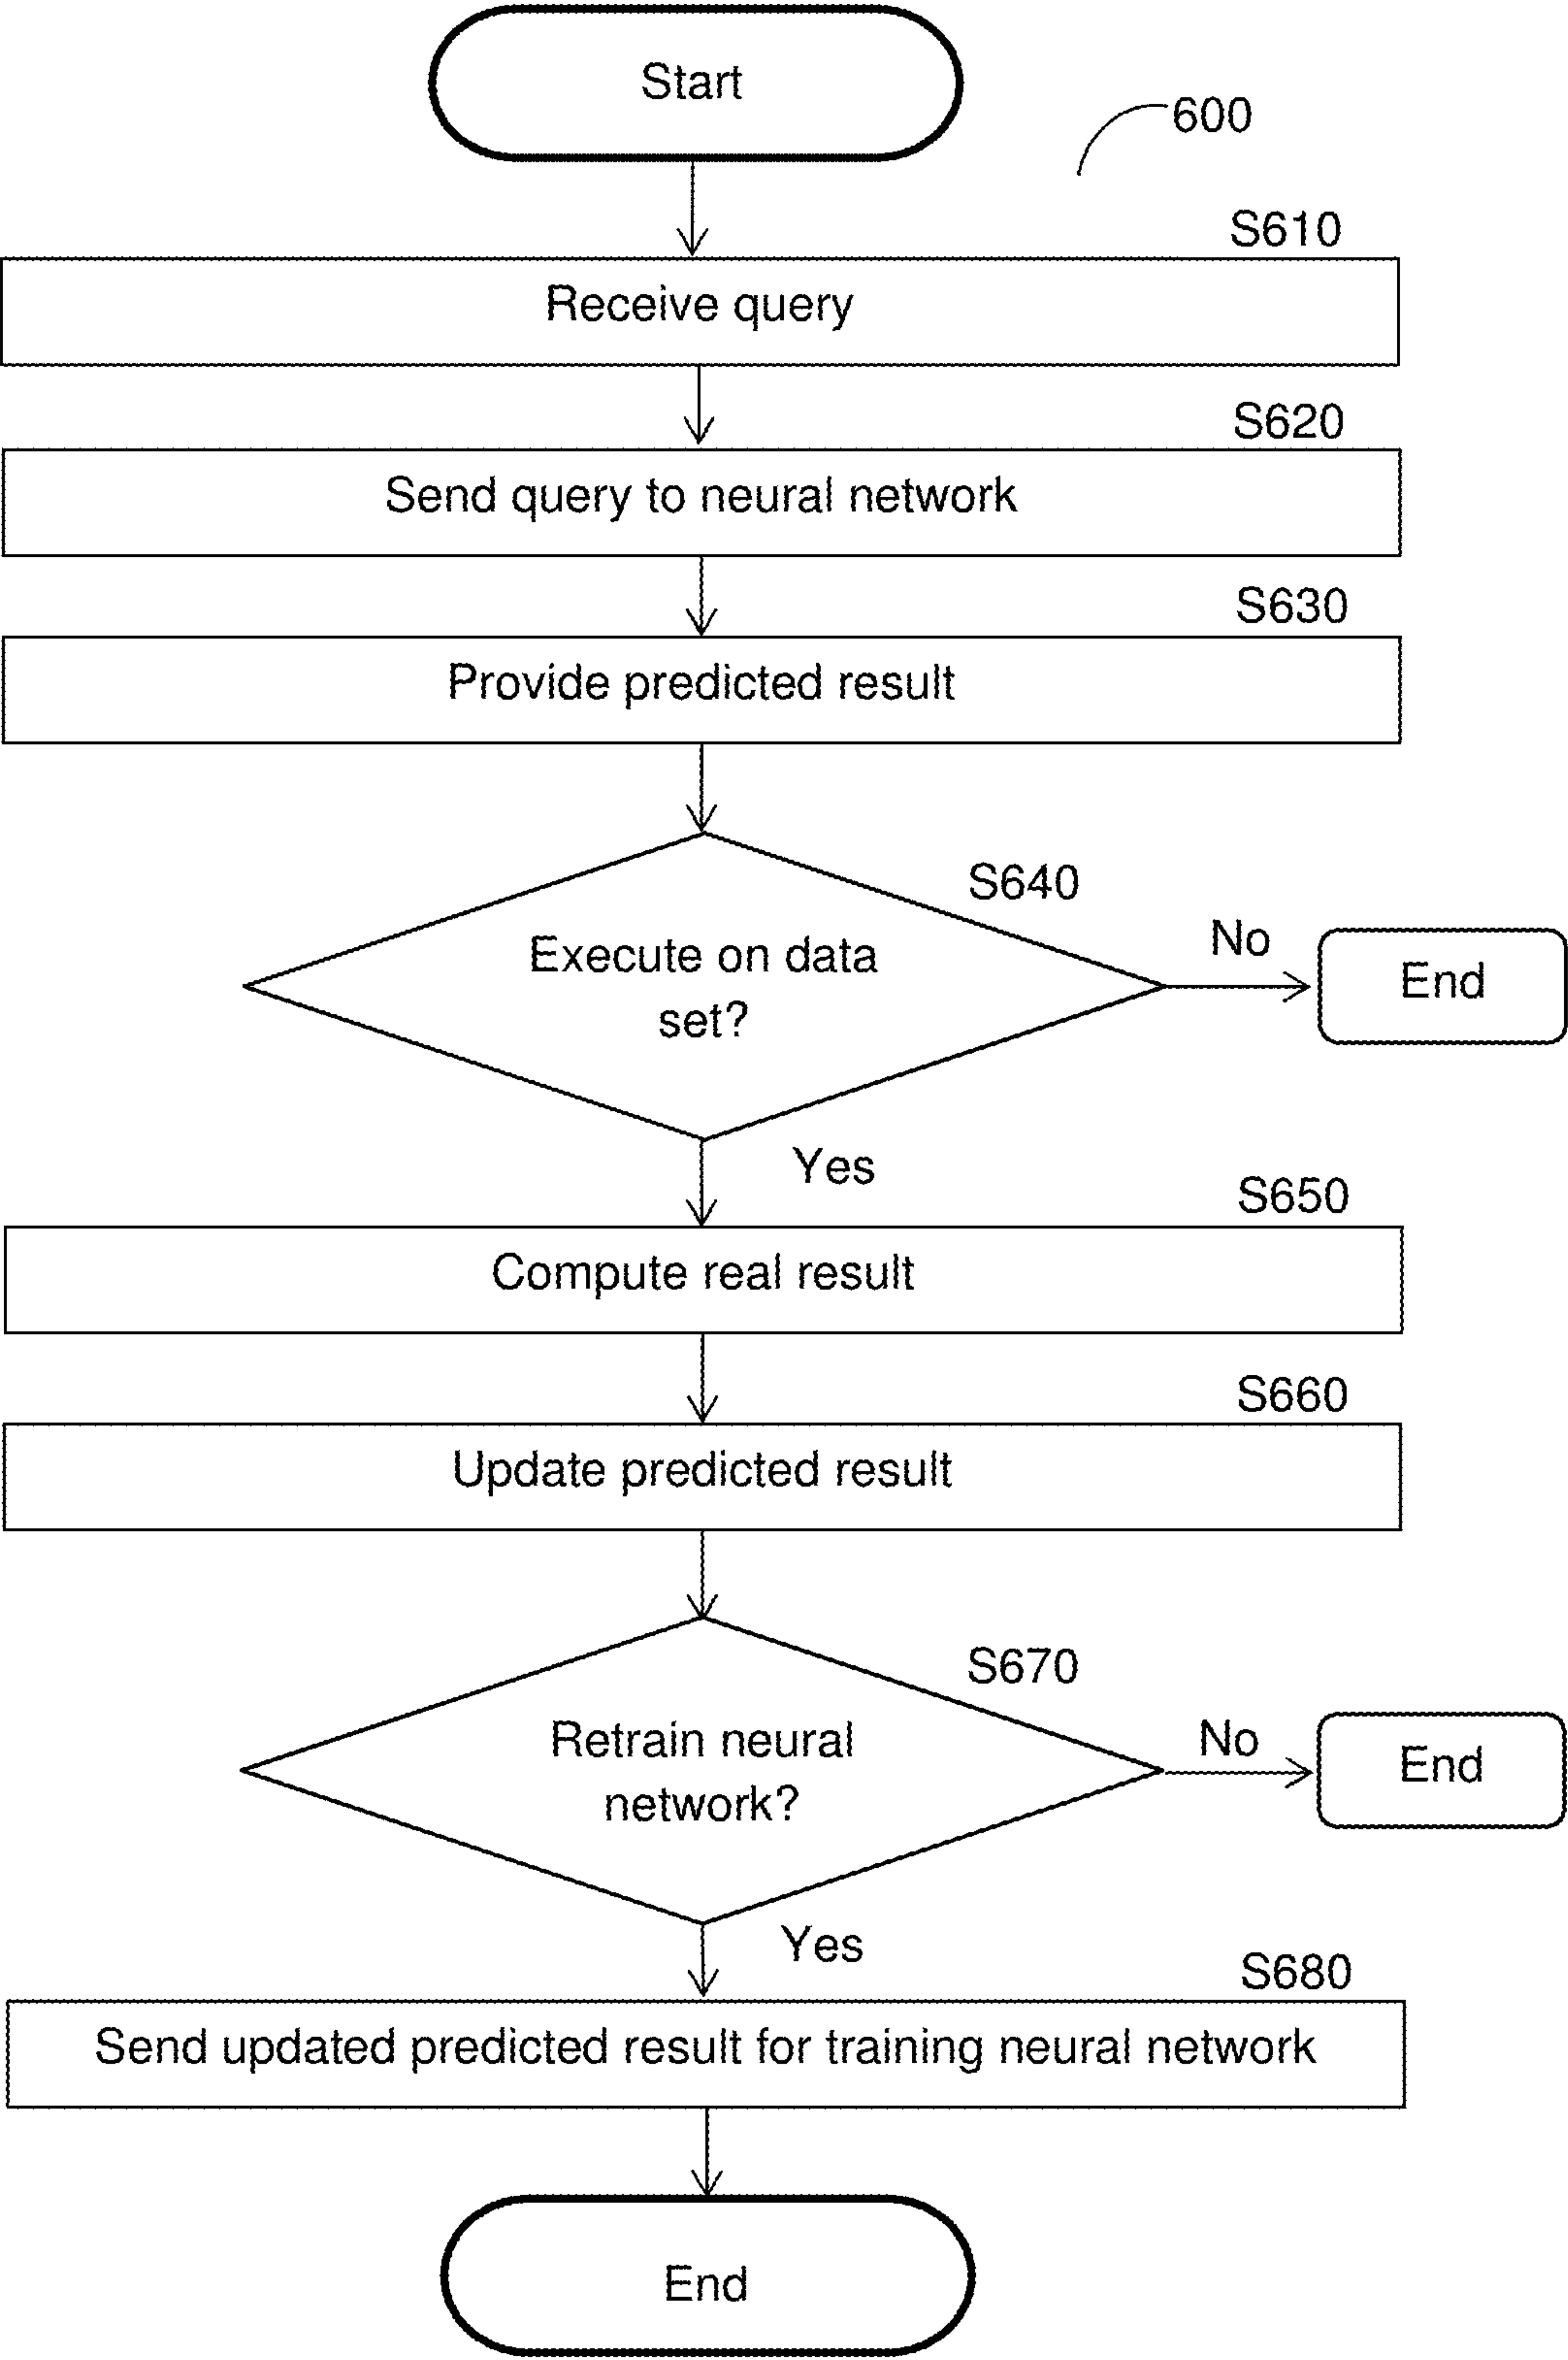 Start
600
S610
Receive query
S620
Send query to neural network
S630
Provide predicted result
S640
Execute on data
set?
No
End
Yes
S650
Compute real result
S660
Update predicted result
S670
Retrain neural
network?
No
End
Yes
S680
Send updated predicted result for training neural network
End